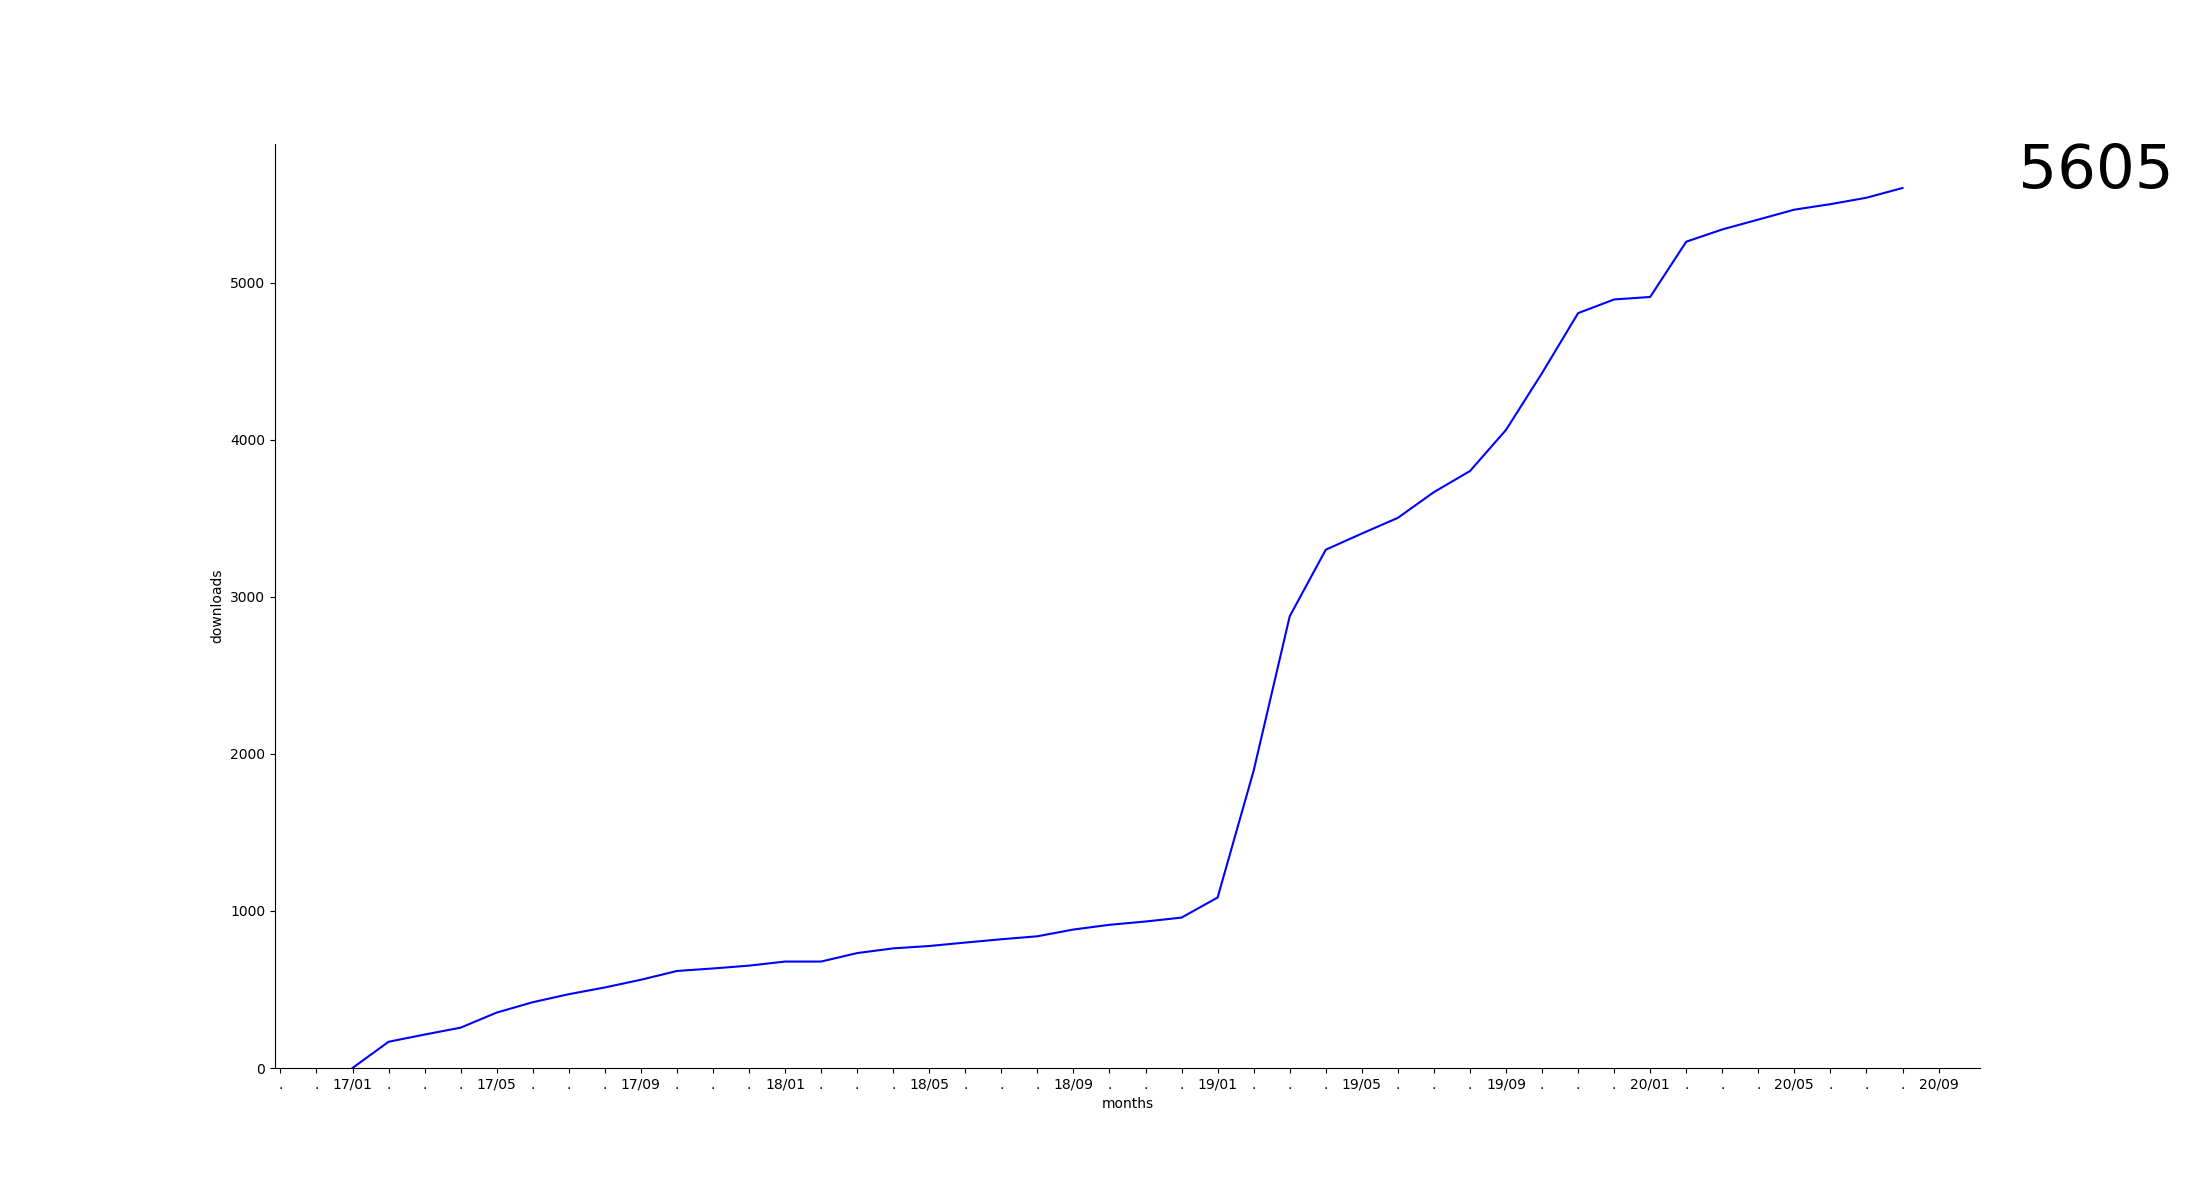 5605
5000
4000
3000
2000
1000
0
downloads
. . 17/01 . . . 17/05 . . . 17/09 . . . 18/01 . . . 18/05 . . . 18/09 . . . 19/01 . . . 19/05 . . . 19/09 . . . 20/01 . . . 20/05 . . . 20/09
months